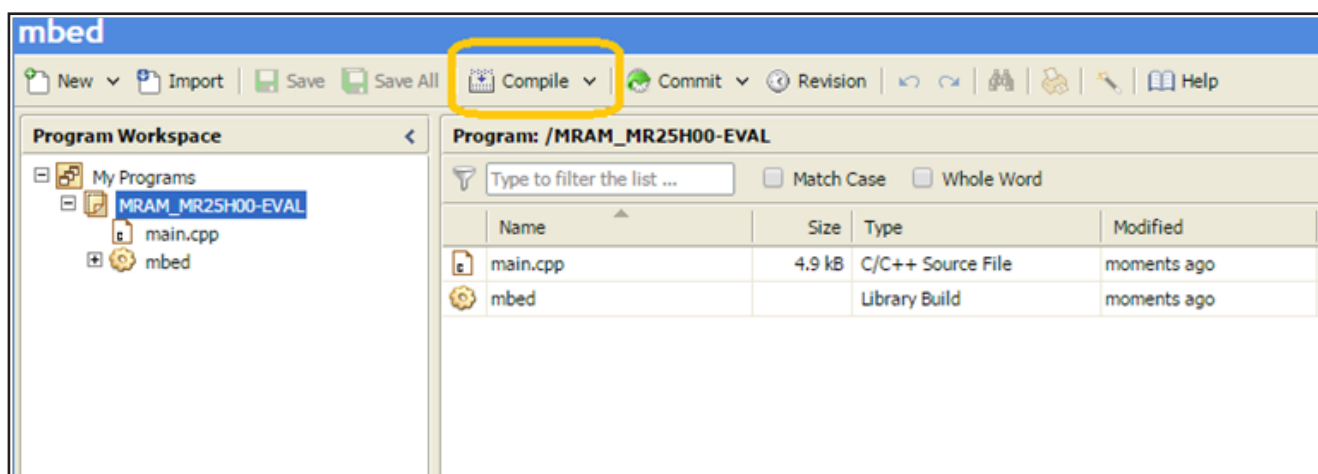 mbed
New Import Save Save All Compile Commit Revision Help
Program Workspace <
My Programs
MRAM_MR25H00-EVAL
main.cpp
mbed
Program: /MRAM_MR25H00-EVAL
Type to filter the list ... Match Case Whole Word
Name Size Type Modified
main.cpp 4.9 kB C/C++ Source File moments ago
mbed Library Build moments ago